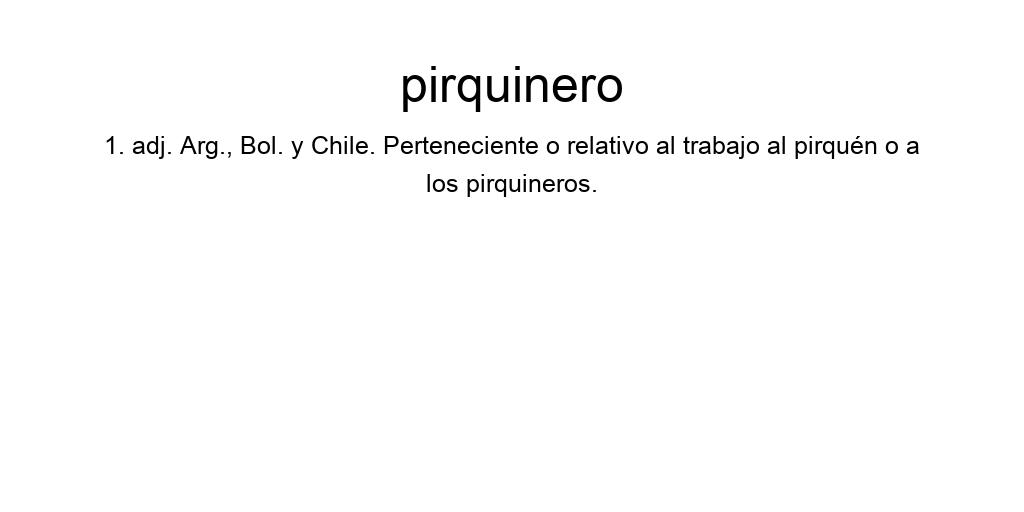 pirquinero
1. adj. Arg., Bol. y Chile. Perteneciente o relativo al trabajo al pirquén o a
los pirquineros.